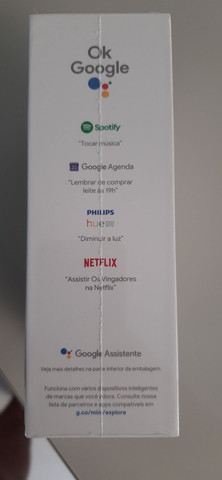 Ok
Google
Spotify
"Tocar música"
Google Agenda
"Lembrar de comprar
leite às 19h"
PHILIPS
hue
"Diminuir a luz"
NETFLIX
"Assistir Os Vingadores
na Netflix"
Google Assistente
Veja mais detalhes na parte inferior da embalagem.
Funciona com vários dispositivos inteligentes
de marcas que você adora. Consulte nossa
lista de parceiros e apps compatíveis em
g.co/mini/explore